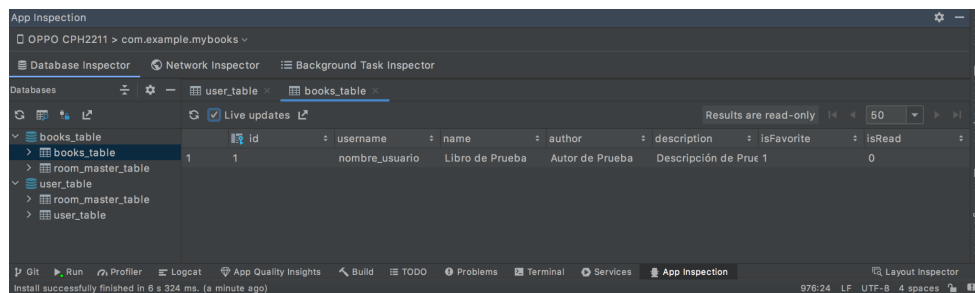 App Inspection
OPPO CPH2211 > com.example.mybooks
Database Inspector Network Inspector Background Task Inspector
Databases user_table books_table
Live updates Results are read-only 50
books_table id username name author description isFavorite isRead
books_table 1 1 nombre_usuario Libro de Prueba Autor de Prueba Descripción de Prue 1 0
room_master_table
user_table
room_master_table
user_table
Git Run Profiler Logcat App Quality Insights Build TODO Problems Terminal Services App Inspection Layout Inspector
Install successfully finished in 6 s 324 ms. (a minute ago) 976:24 LF UTF-8 4 spaces